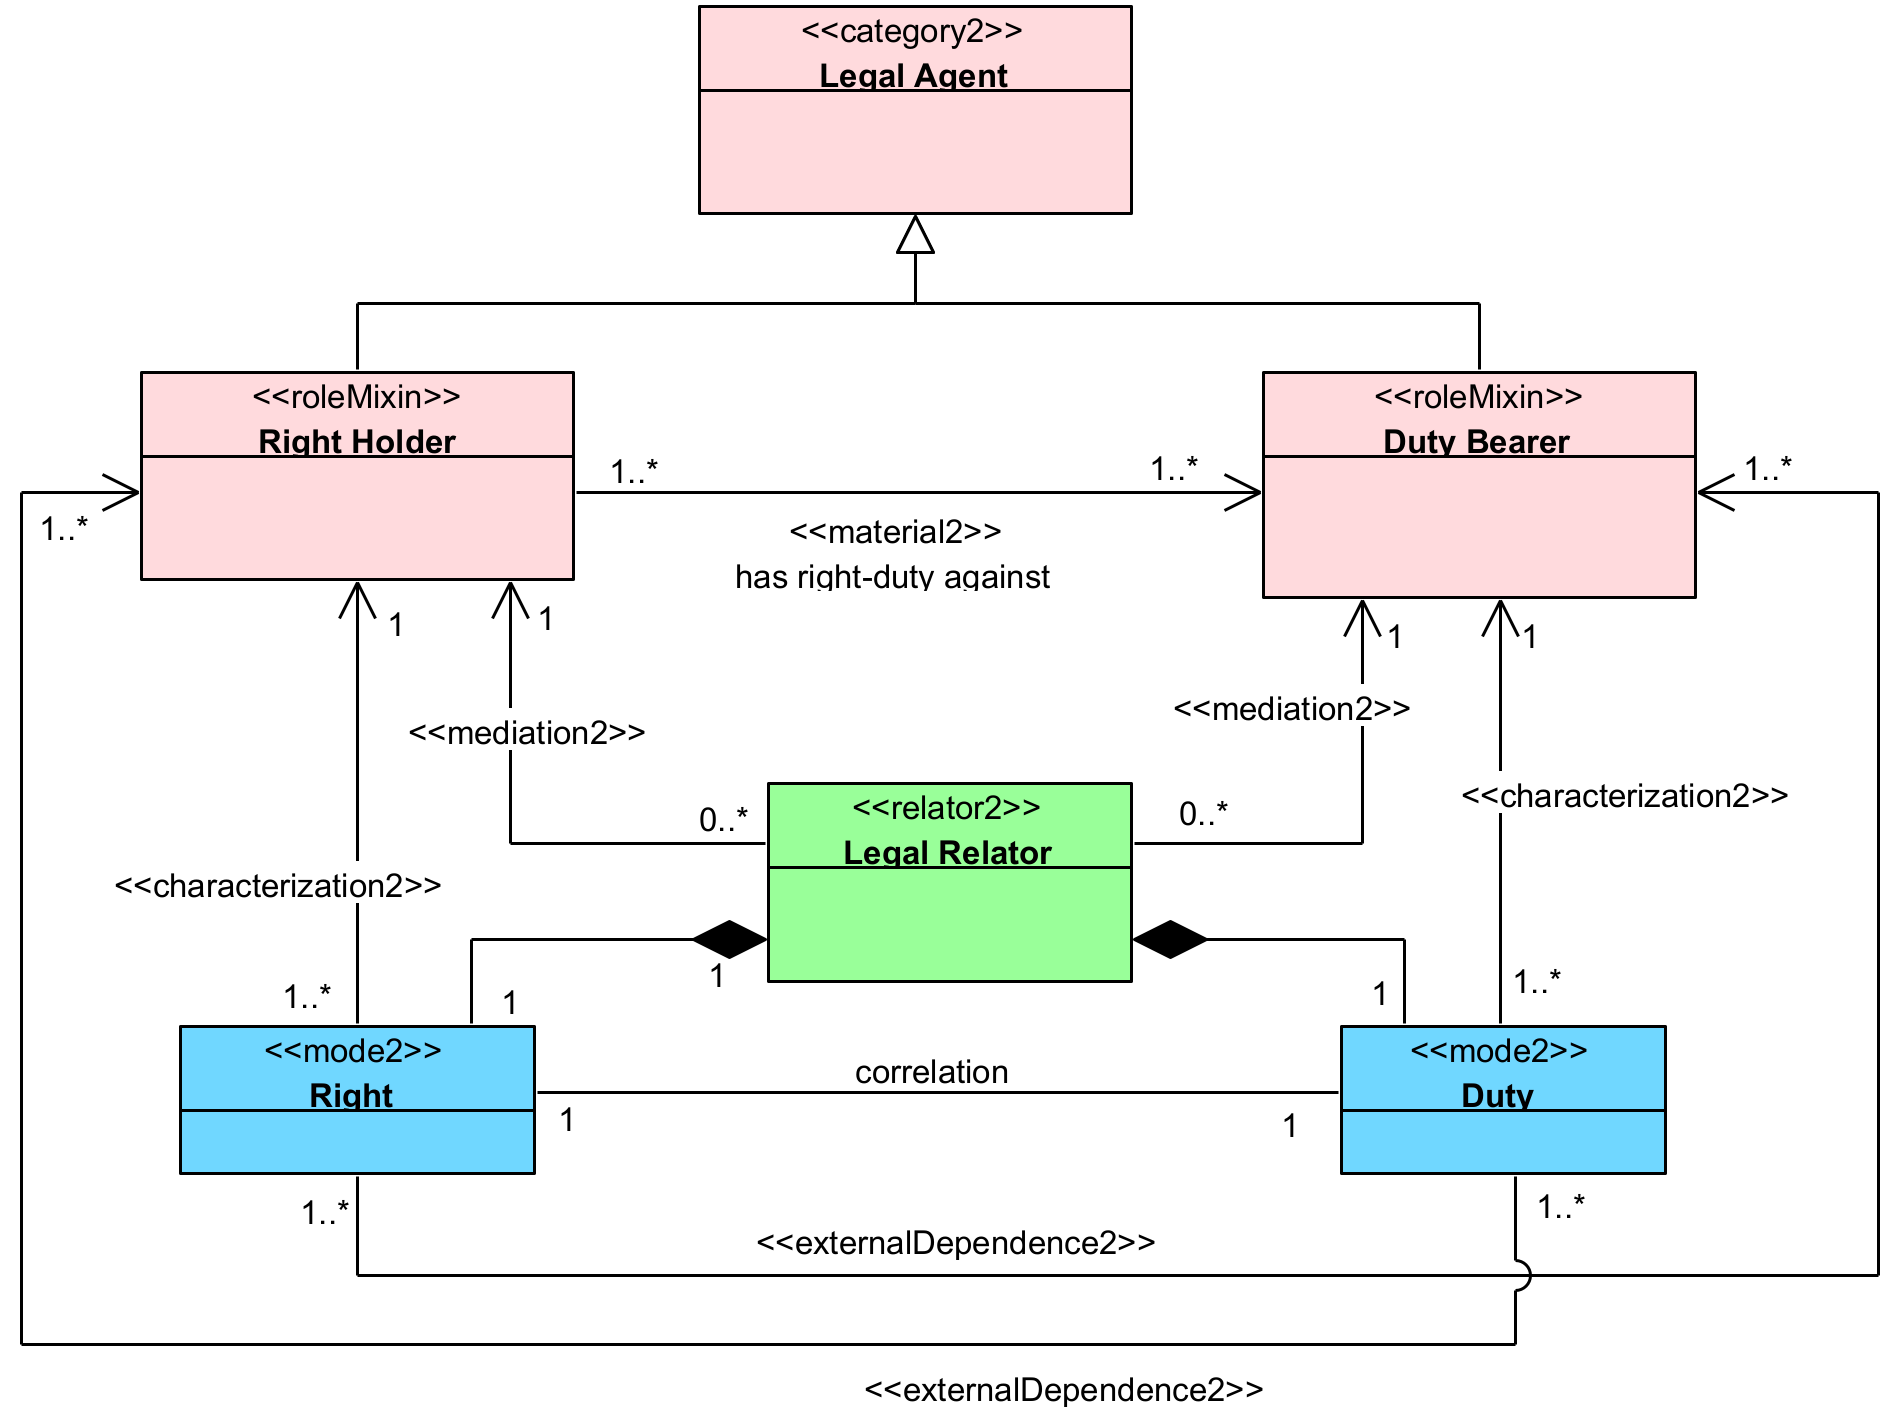 <<category2>>
Legal Agent
<<roleMixin>>
Right Holder
<<roleMixin>>
Duty Bearer
1..*
1..*
1..*
1..*
<<material2>>
has right-duty against
1
1
1
1
<<mediation2>>
<<mediation2>>
<<characterization2>>
<<relator2>>
Legal Relator
0..*
0..*
<<characterization2>>
1
1..*
1
1
1..*
<<mode2>>
Right
<<mode2>>
Duty
correlation
1
1
1..*
1..*
<<externalDependence2>>
<<externalDependence2>>